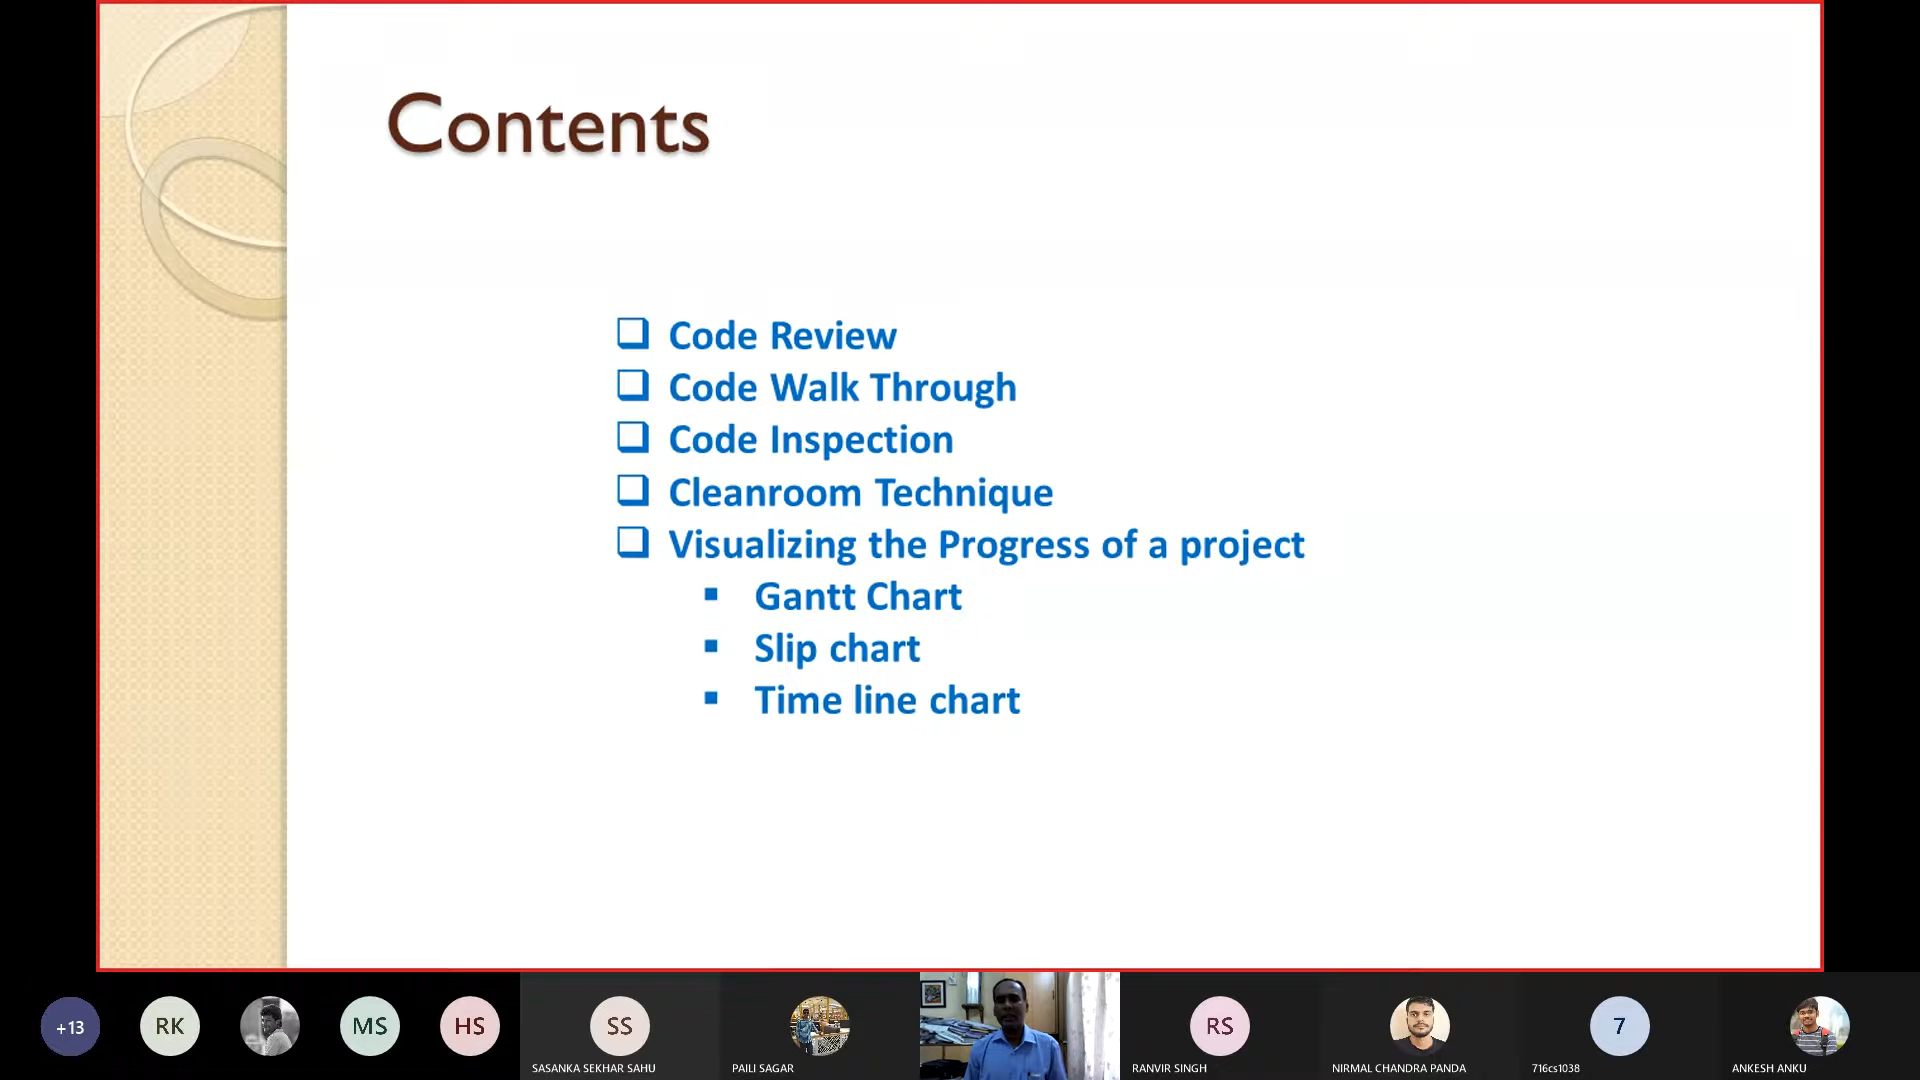 Contents
❑ Code Review
❑ Code Walk Through
❑ Code Inspection
❑ Cleanroom Technique
❑ Visualizing the Progress of a project
▪ Gantt Chart
▪ Slip chart
▪ Time line chart
+13
RK
MS
HS
SS
SASANKA SEKHAR SAHU
PAILI SAGAR
RS
RANVIR SINGH
NIRMAL CHANDRA PANDA
7
716cs1038
ANKESH ANKU